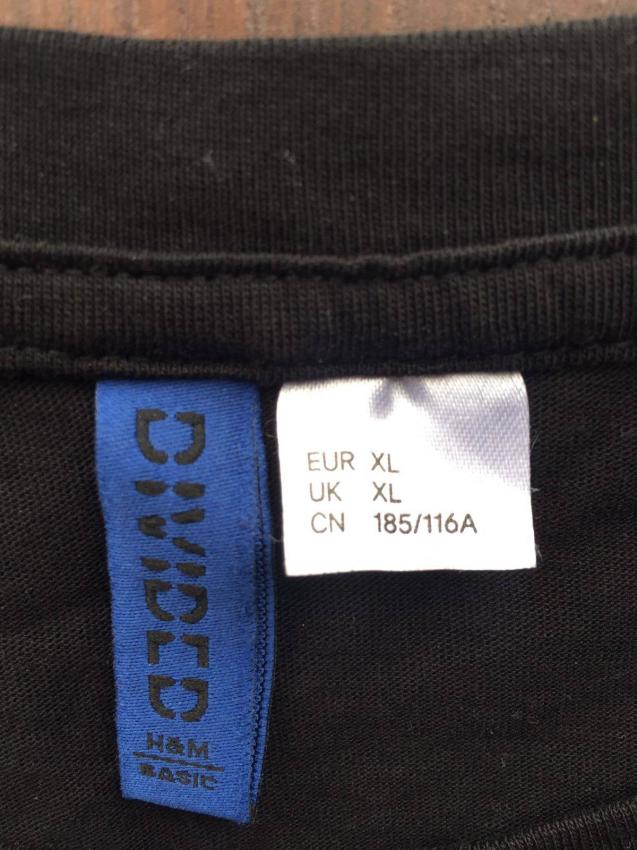 DIVIDED
H&M
BASIC
EUR XL
UK XL
CN 185/116A